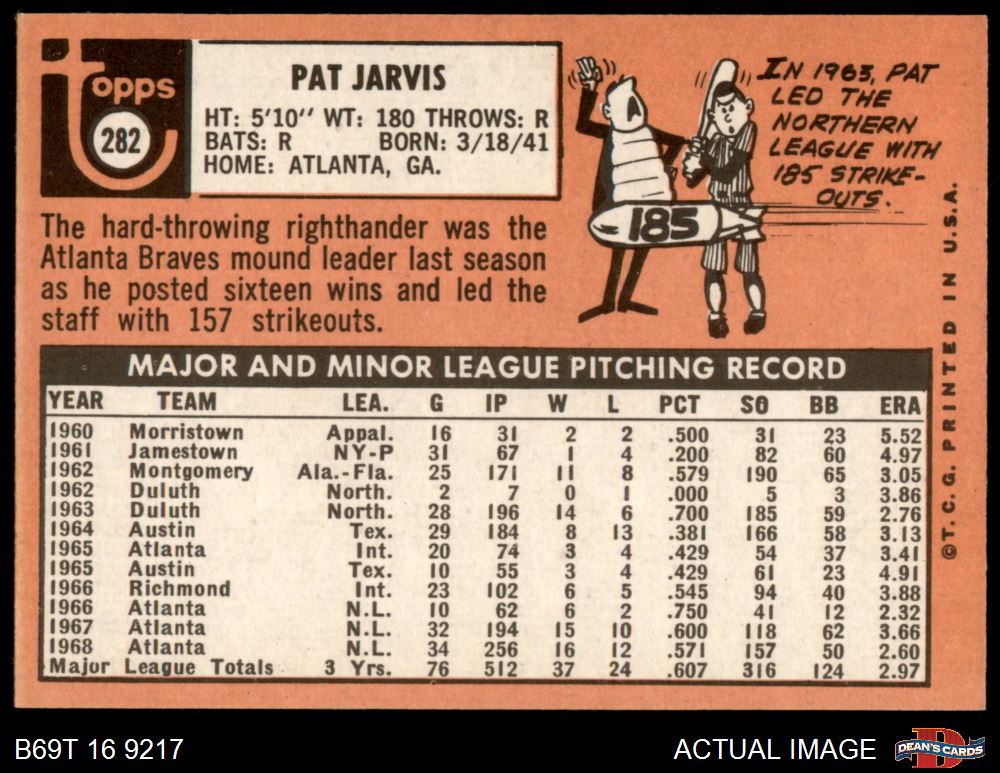 Topps
282
PAT JARVIS
HT: 5'10" WT: 180 THROWS: R
BATS: R BORN: 3/18/41
HOME: ATLANTA, GA.
IN 1963, PAT
LED THE
NORTHERN
LEAGUE WITH
185 STRIKE-
OUTS.
185
The hard-throwing righthander was the
Atlanta Braves mound leader last season
as he posted sixteen wins and led the
staff with 157 strikeouts.
MAJOR AND MINOR LEAGUE PITCHING RECORD
YEAR TEAM LEA. G IP W L PCT SO BB ERA
1960 Morristown Appal. 16 31 2 2 .500 31 23 5.52
1961 Jamestown NY-P 31 67 1 4 .200 82 60 4.97
1962 Montgomery Ala.-Fla. 25 171 11 8 .579 190 65 3.05
1962 Duluth North. 2 7 0 1 .000 5 3 3.86
1963 Duluth North. 28 196 14 6 .700 185 59 2.76
1964 Austin Tex. 29 184 8 13 .381 166 58 3.13
1965 Atlanta Int. 20 74 3 4 .429 54 37 3.41
1965 Austin Tex. 10 55 3 4 .429 61 23 4.91
1966 Richmond Int. 23 102 6 5 .545 94 40 3.88
1966 Atlanta N.L. 10 62 6 2 .750 41 12 2.32
1967 Atlanta N.L. 32 194 15 10 .600 118 62 3.66
1968 Atlanta N.L. 34 256 16 12 .571 157 50 2.60
Major League Totals 3 Yrs. 76 512 37 24 .607 316 124 2.97
©T.C.G. PRINTED IN U.S.A.
B69T 16 9217
ACTUAL IMAGE
DEAN'S CARDS